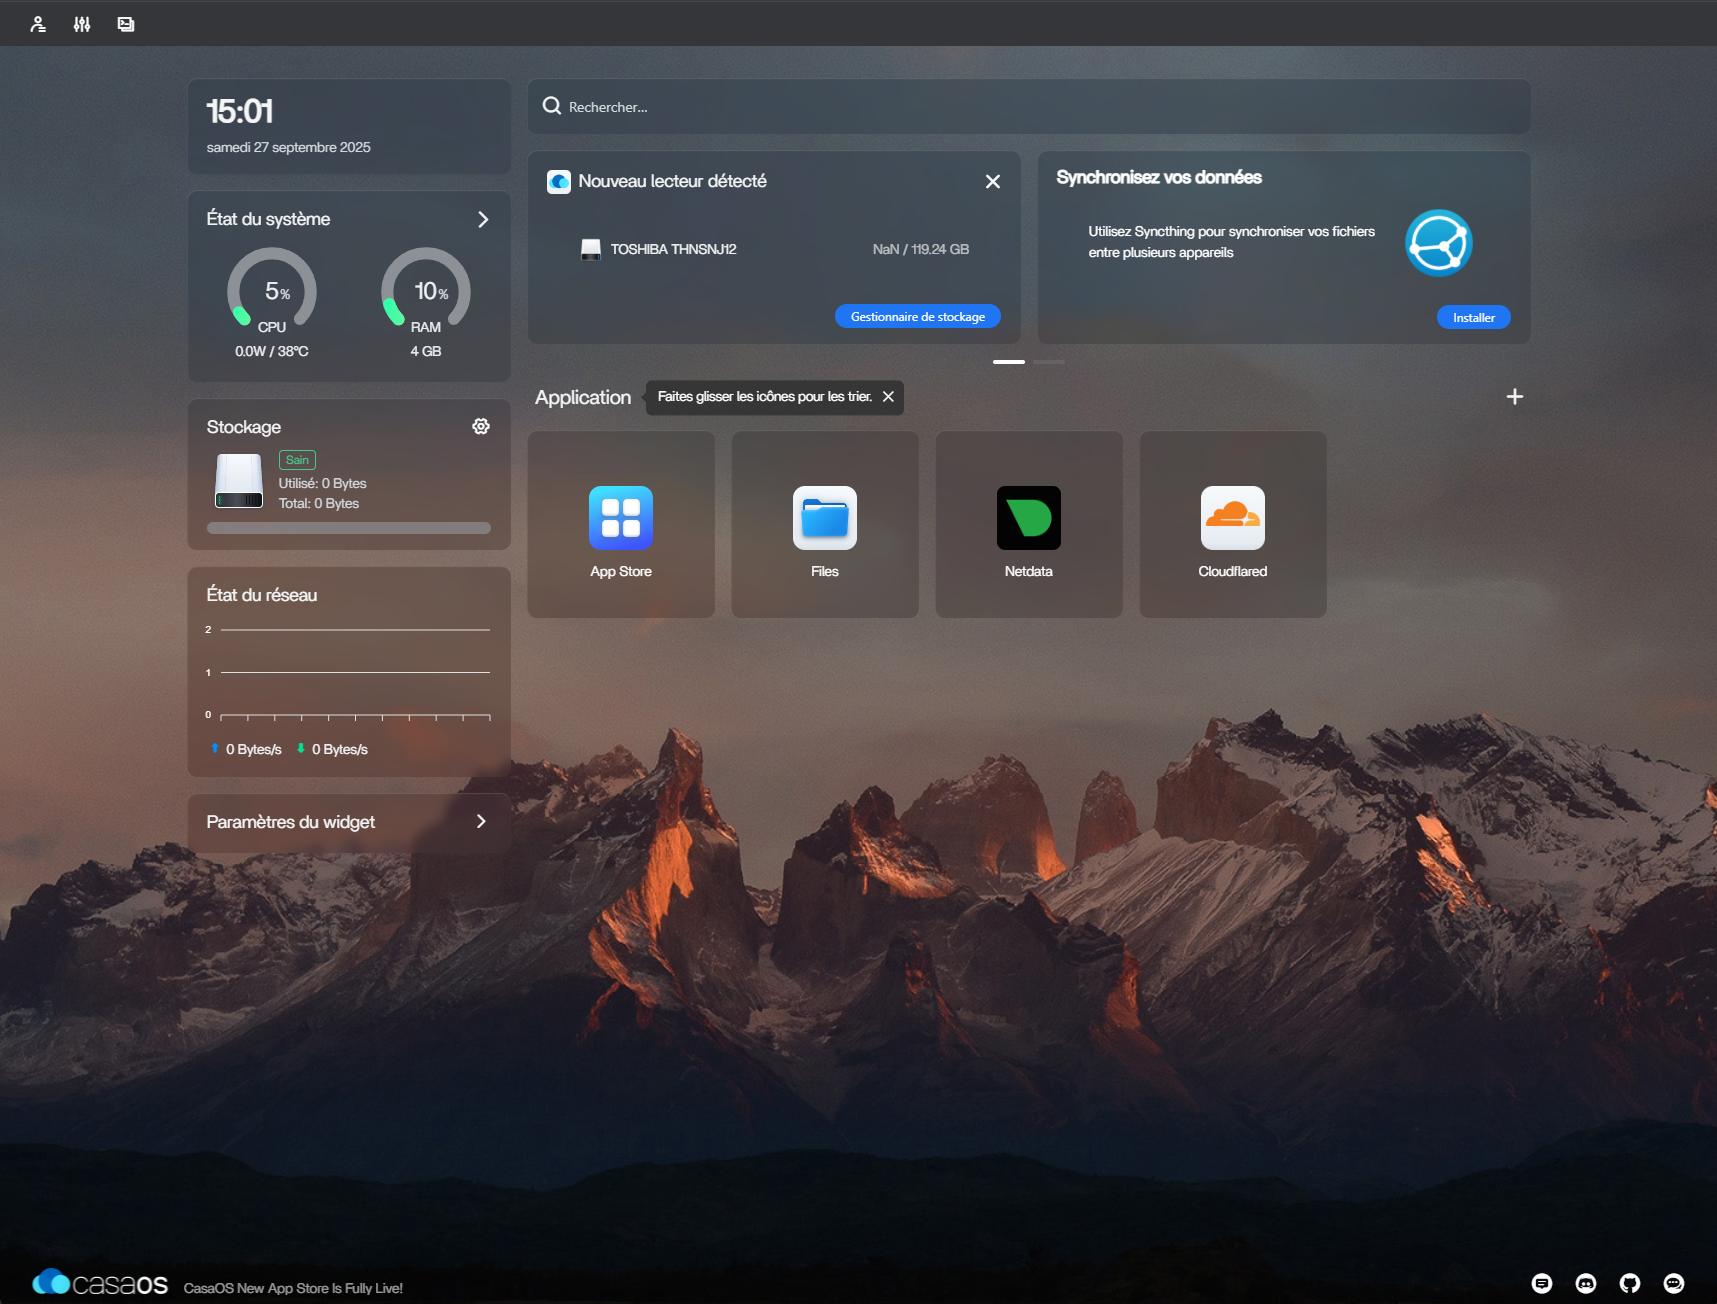 15:01
samedi 27 septembre 2025
État du système
5%
CPU
0.0W / 38°C
10%
RAM
4 GB
Stockage
Sain
Utilisé: 0 Bytes
Total: 0 Bytes
État du réseau
2
1
0
0 Bytes/s
0 Bytes/s
Paramètres du widget
Rechercher...
Nouveau lecteur détecté
TOSHIBA THNSNJ12
NaN / 119.24 GB
Gestionnaire de stockage
Synchronisez vos données
Utilisez Syncthing pour synchroniser vos fichiers
entre plusieurs appareils
Installer
Application
Faites glisser les icônes pour les trier.
App Store
Files
Netdata
Cloudflared
casaOS
CasaOS New App Store Is Fully Live!